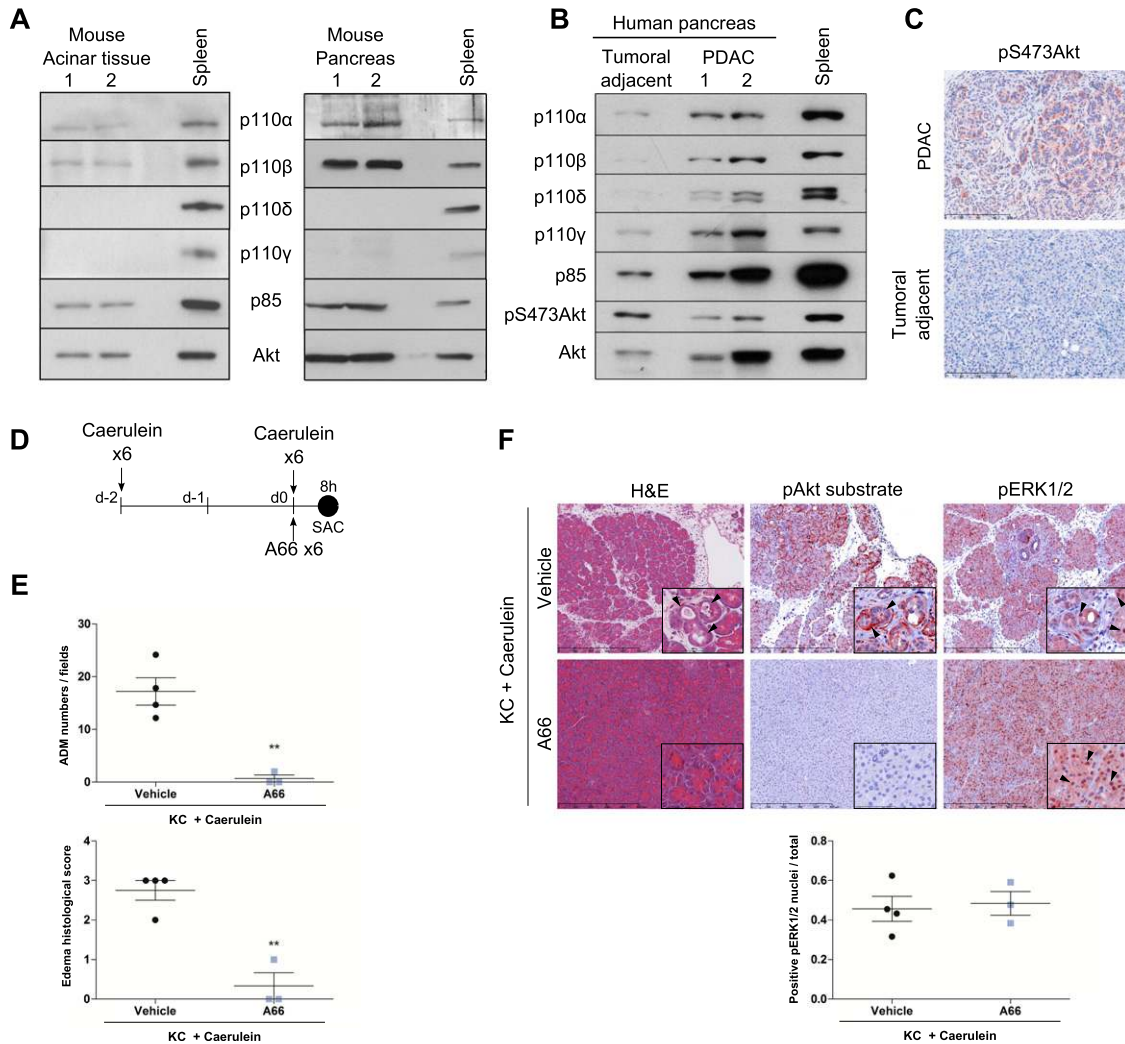 A
Mouse
Acinar tissue
1 2
Spleen
Mouse
Pancreas
1 2
Spleen
p110α
p110β
p110δ
p110γ
p85
Akt
B
Human pancreas
Tumoral
adjacent
PDAC
1 2
Spleen
p110α
p110β
p110δ
p110γ
p85
pS473Akt
Akt
C
pS473Akt
PDAC
Tumoral
adjacent
D
Caerulein
x6
Caerulein
x6
d-2
d-1
d0
8h
SAC
A66 x6
E
ADM numbers / fields
30
20
10
0
**
Vehicle
A66
KC + Caerulein
Edema histological score
4
3
2
1
0
**
Vehicle
A66
KC + Caerulein
F
H&E
pAkt substrate
pERK1/2
KC + Caerulein
Vehicle
A66
Positive pERK1/2 nuclei / total
0.8
0.6
0.4
0.2
0.0
Vehicle
A66
KC + Caerulein